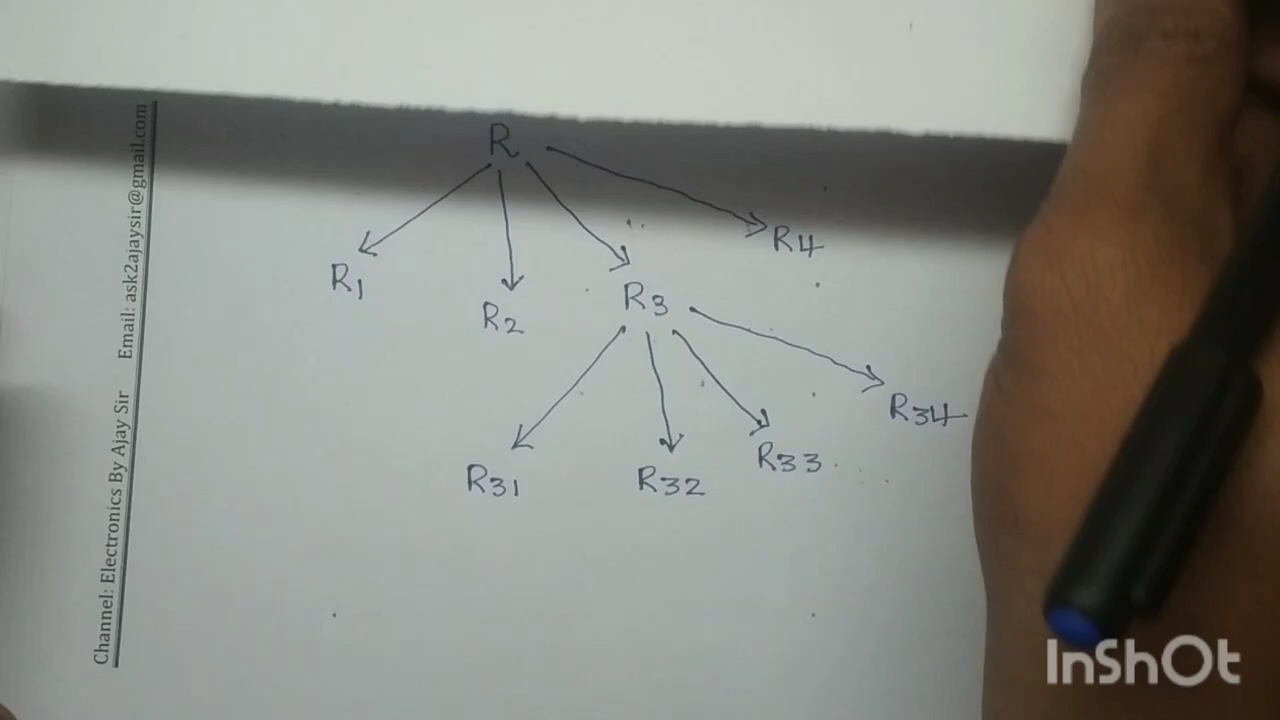 R
R4
R1
R2
R3
R34
R31
R32
R33
Channel: Electronics By Ajay Sir Email: ask2ajaysir@gmail.com
InShOt